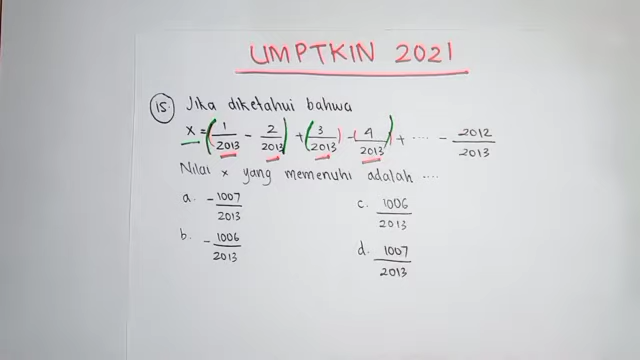 UMPTKIN 2021
15. Jika diketahui bahwa
x = (1/2013 - 2/2013) + (3/2013) - (4/2013) + .... - 2012/2013
Nilai x yang memenuhi adalah ....
a. -1007/2013
b. -1006/2013
c. 1006/2013
d. 1007/2013